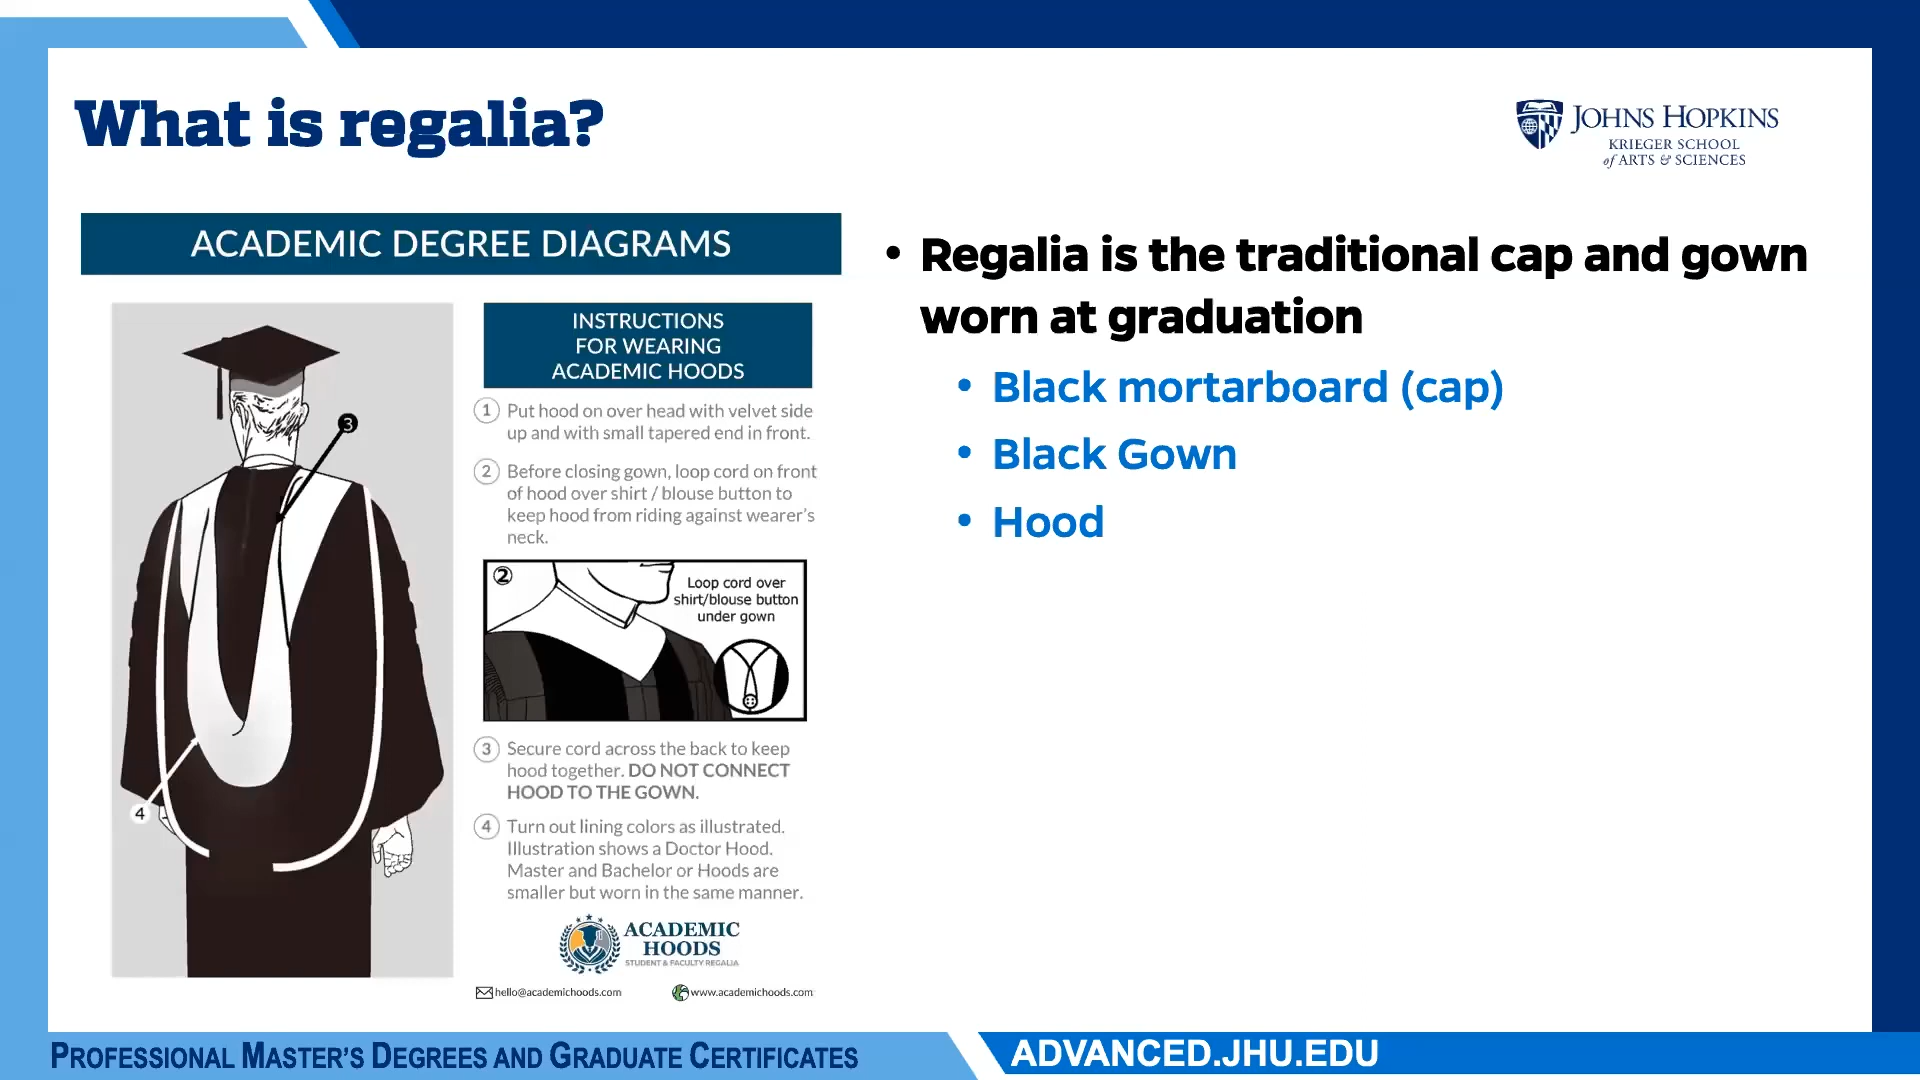 What is regalia?
JOHNS HOPKINS
KRIEGER SCHOOL
of ARTS & SCIENCES
ACADEMIC DEGREE DIAGRAMS
INSTRUCTIONS
FOR WEARING
ACADEMIC HOODS
3
4
1 Put hood on over head with velvet side
up and with small tapered end in front.
2 Before closing gown, loop cord on front
of hood over shirt / blouse button to
keep hood from riding against wearer's
neck.
2
Loop cord over
shirt/blouse button
under gown
3 Secure cord across the back to keep
hood together. DO NOT CONNECT
HOOD TO THE GOWN.
4 Turn out lining colors as illustrated.
Illustration shows a Doctor Hood.
Master and Bachelor or Hoods are
smaller but worn in the same manner.
ACADEMIC
HOODS
STUDENT & FACULTY REGALIA
hello@academichoods.com
www.academichoods.com
• Regalia is the traditional cap and gown
worn at graduation
• Black mortarboard (cap)
• Black Gown
• Hood
PROFESSIONAL MASTER'S DEGREES AND GRADUATE CERTIFICATES
ADVANCED.JHU.EDU